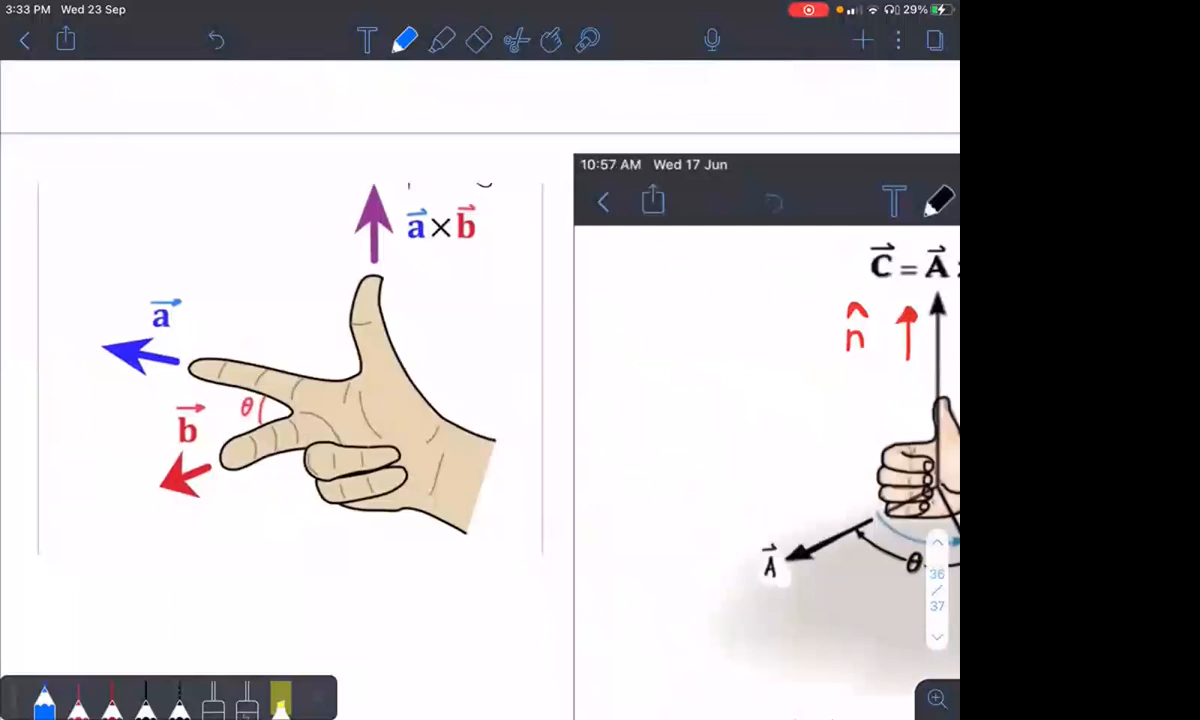 3:33 PM Wed 23 Sep
29%
T
10:57 AM Wed 17 Jun
T
a × b
a
θ
b
C = A
n
A
θ
36
/
37